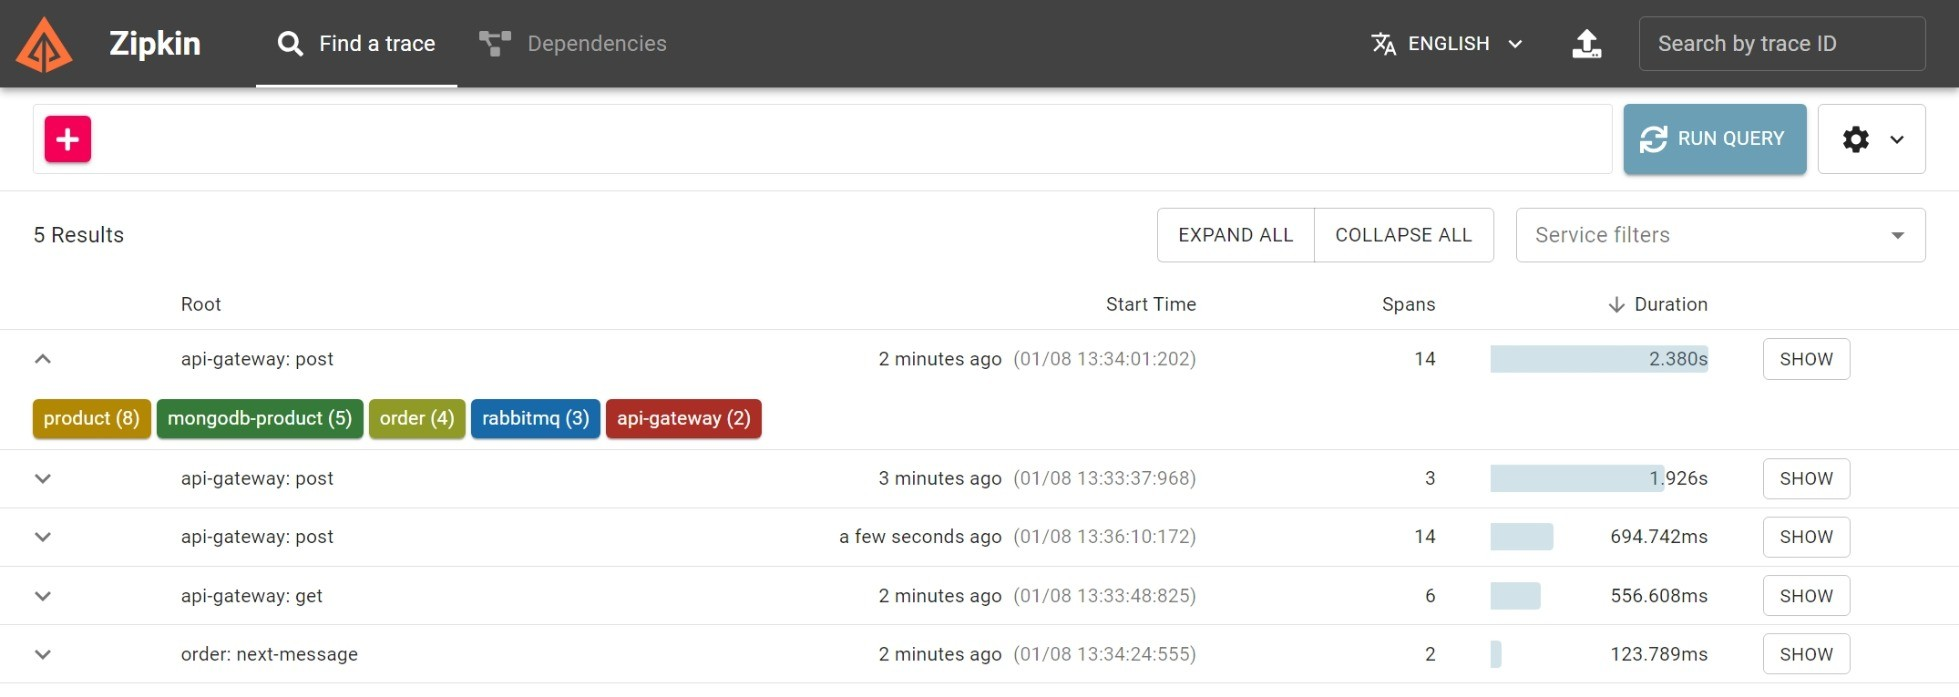 Zipkin Find a trace Dependencies ENGLISH Search by trace ID
RUN QUERY
5 Results EXPAND ALL COLLAPSE ALL Service filters
Root Start Time Spans Duration
api-gateway: post 2 minutes ago (01/08 13:34:01:202) 14 2.380s SHOW
product (8) mongodb-product (5) order (4) rabbitmq (3) api-gateway (2)
api-gateway: post 3 minutes ago (01/08 13:33:37:968) 3 1.926s SHOW
api-gateway: post a few seconds ago (01/08 13:36:10:172) 14 694.742ms SHOW
api-gateway: get 2 minutes ago (01/08 13:33:48:825) 6 556.608ms SHOW
order: next-message 2 minutes ago (01/08 13:34:24:555) 2 123.789ms SHOW